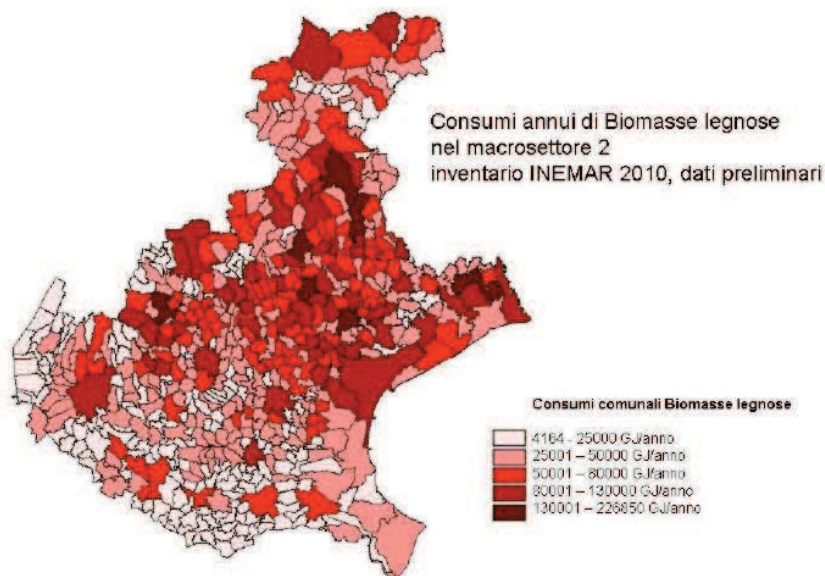 Consumi annui di Biomasse legnose
nel macrosettore 2
inventario INEMAR 2010, dati preliminari
Consumi comunali Biomasse legnose
4164 - 25000 GJ/anno
25001 – 50000 GJ/anno
50001 – 80000 GJ/anno
80001 – 130000 GJ/anno
130001 – 226850 GJ/anno